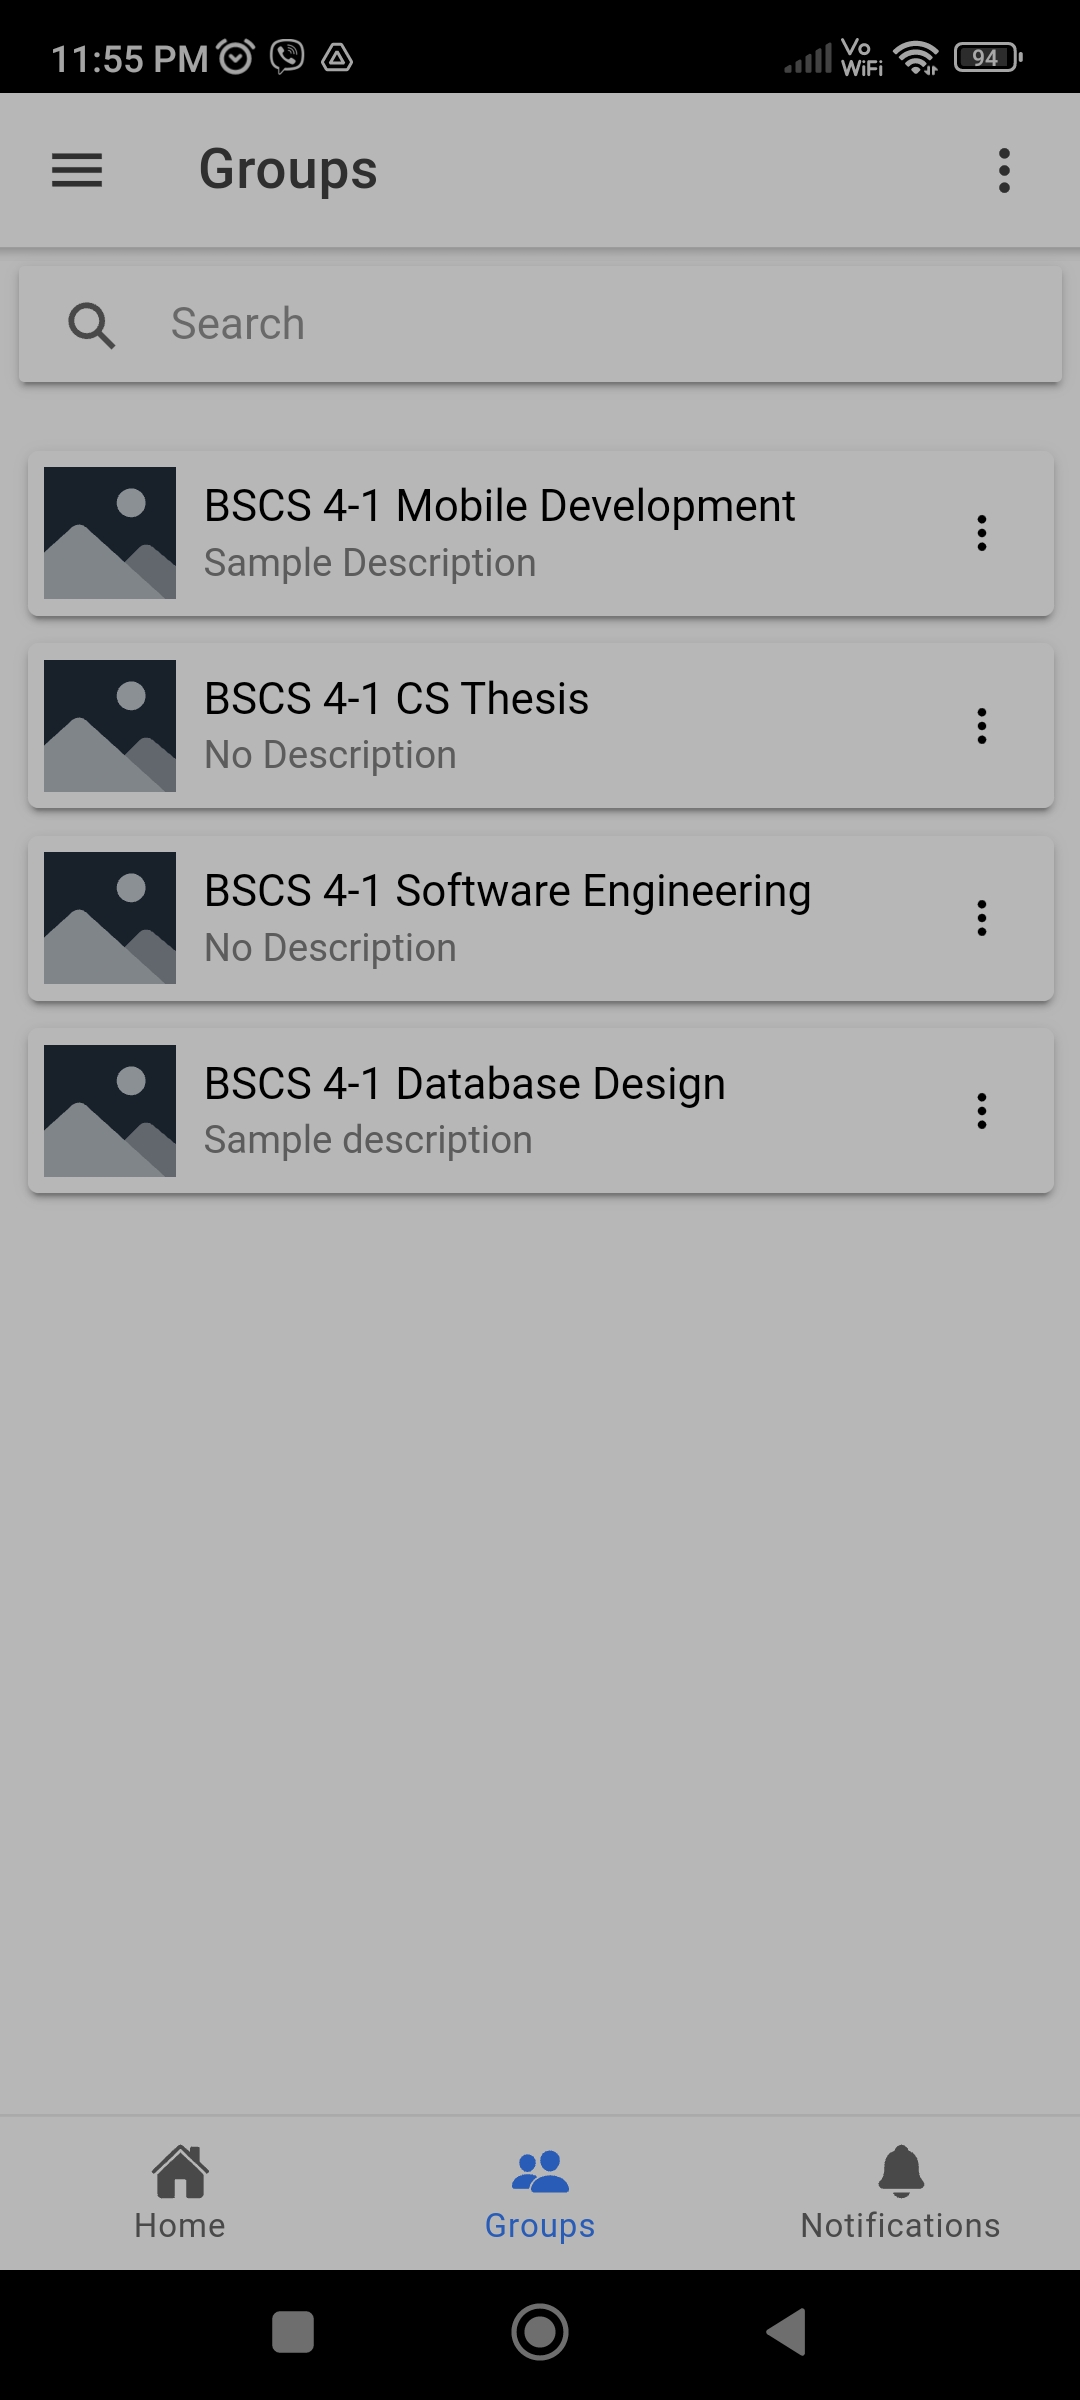 11:55 PM
Vo
WiFi
94
Groups
Search
BSCS 4-1 Mobile Development
Sample Description
BSCS 4-1 CS Thesis
No Description
BSCS 4-1 Software Engineering
No Description
BSCS 4-1 Database Design
Sample description
Home
Groups
Notifications